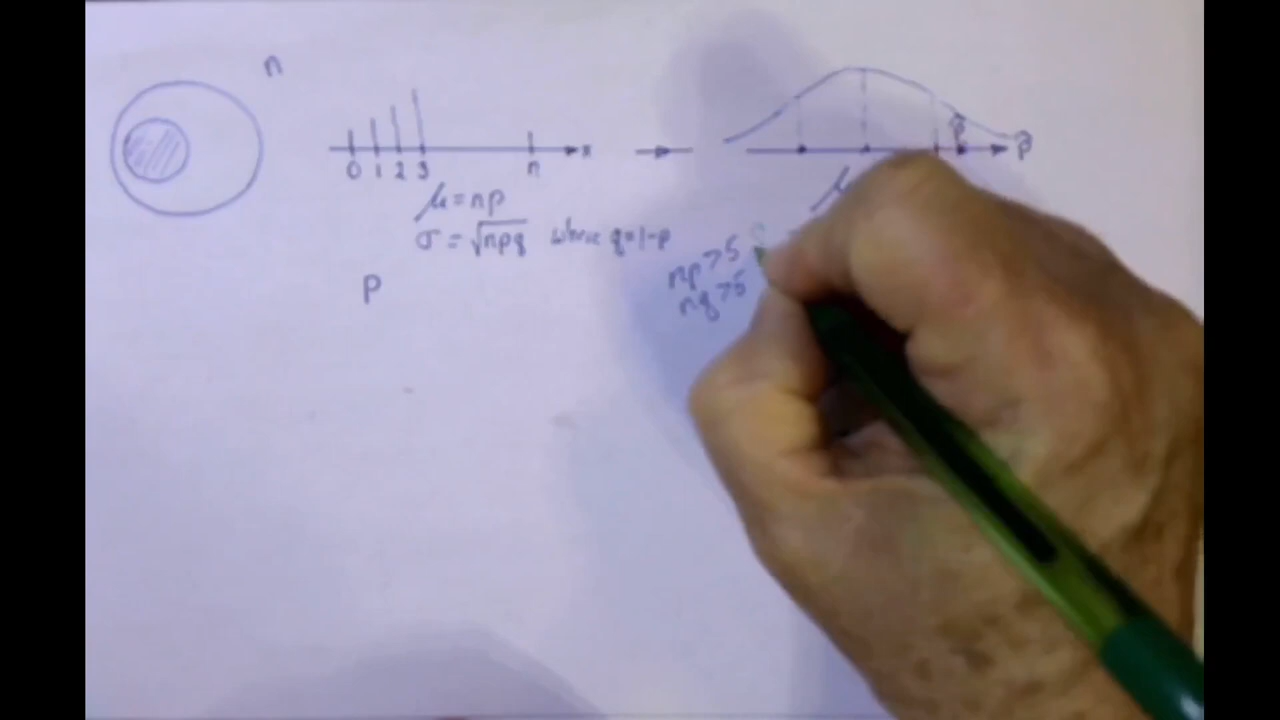 n
x
0 1 2 3 n
μ = np
σ = √npq where q=1-p
p
p̂
p̂
μ
np>5
nq>5